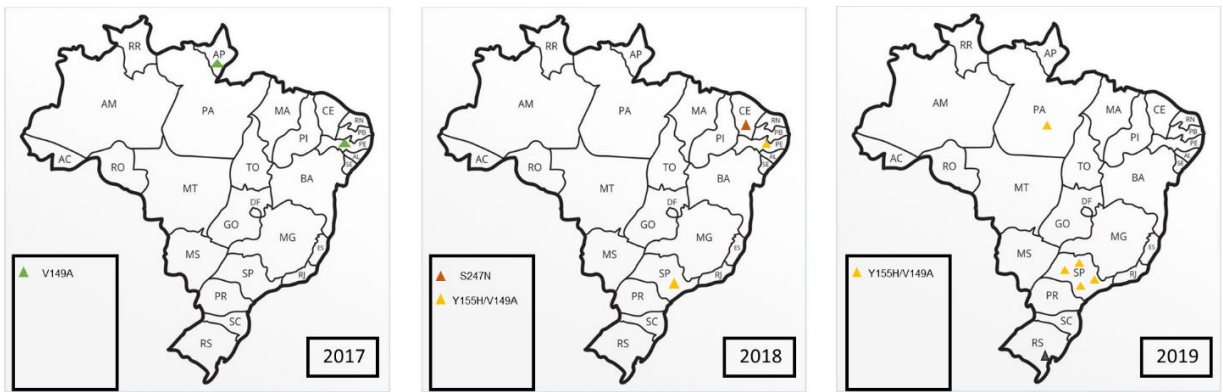 RR
AP
AM
PA
MA
CE
RN
PB
PE
AL
SE
PI
AC
RO
TO
BA
MT
DF
GO
MG
ES
MS
SP
RJ
PR
SC
RS
V149A
2017
RR
AP
AM
PA
MA
CE
RN
PB
PE
AL
SE
PI
AC
RO
TO
BA
MT
DF
GO
MG
ES
MS
SP
RJ
PR
SC
RS
S247N
Y155H/V149A
2018
RR
AP
AM
PA
MA
CE
RN
PB
PE
AL
SE
PI
AC
RO
TO
BA
MT
DF
GO
MG
ES
MS
SP
RJ
PR
SC
RS
Y155H/V149A
2019